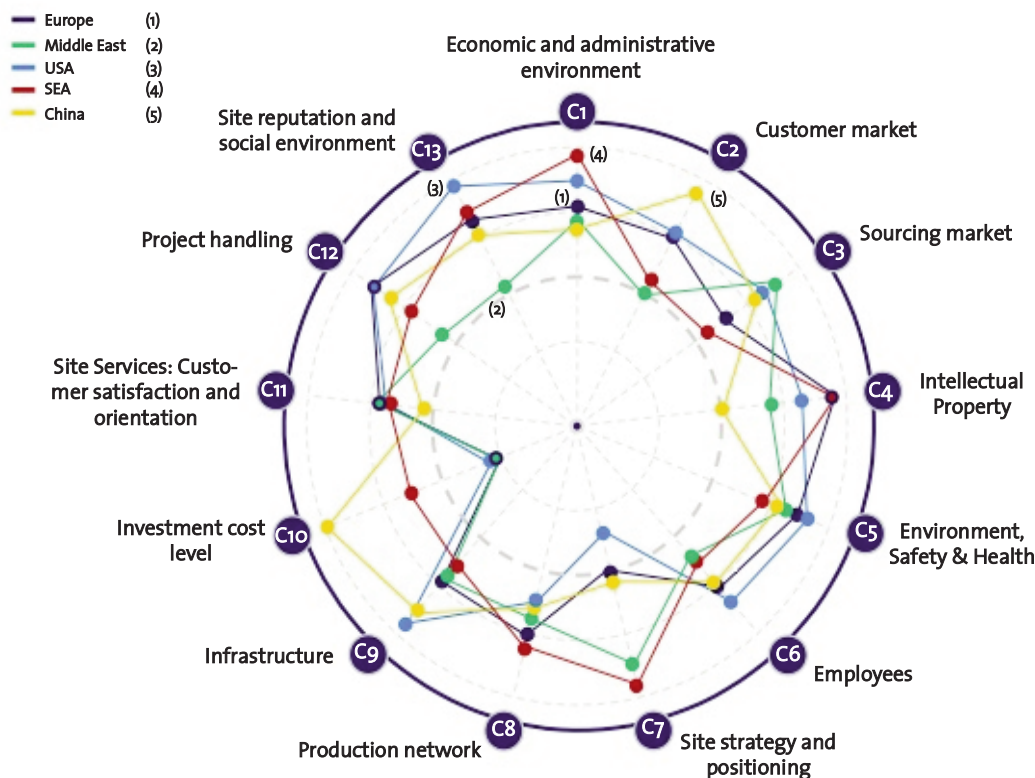 Europe (1)
Middle East (2)
USA (3)
SEA (4)
China (5)
Economic and administrative
environment
C1
Customer market
C2
Sourcing market
C3
Intellectual
Property
C4
Environment,
Safety & Health
C5
Employees
C6
Site strategy and
positioning
C7
Production network
C8
Infrastructure
C9
Investment cost
level
C10
Site Services: Custo-
mer satisfaction and
orientation
C11
Project handling
C12
Site reputation and
social environment
C13
(4)
(3)
(1)
(5)
(2)